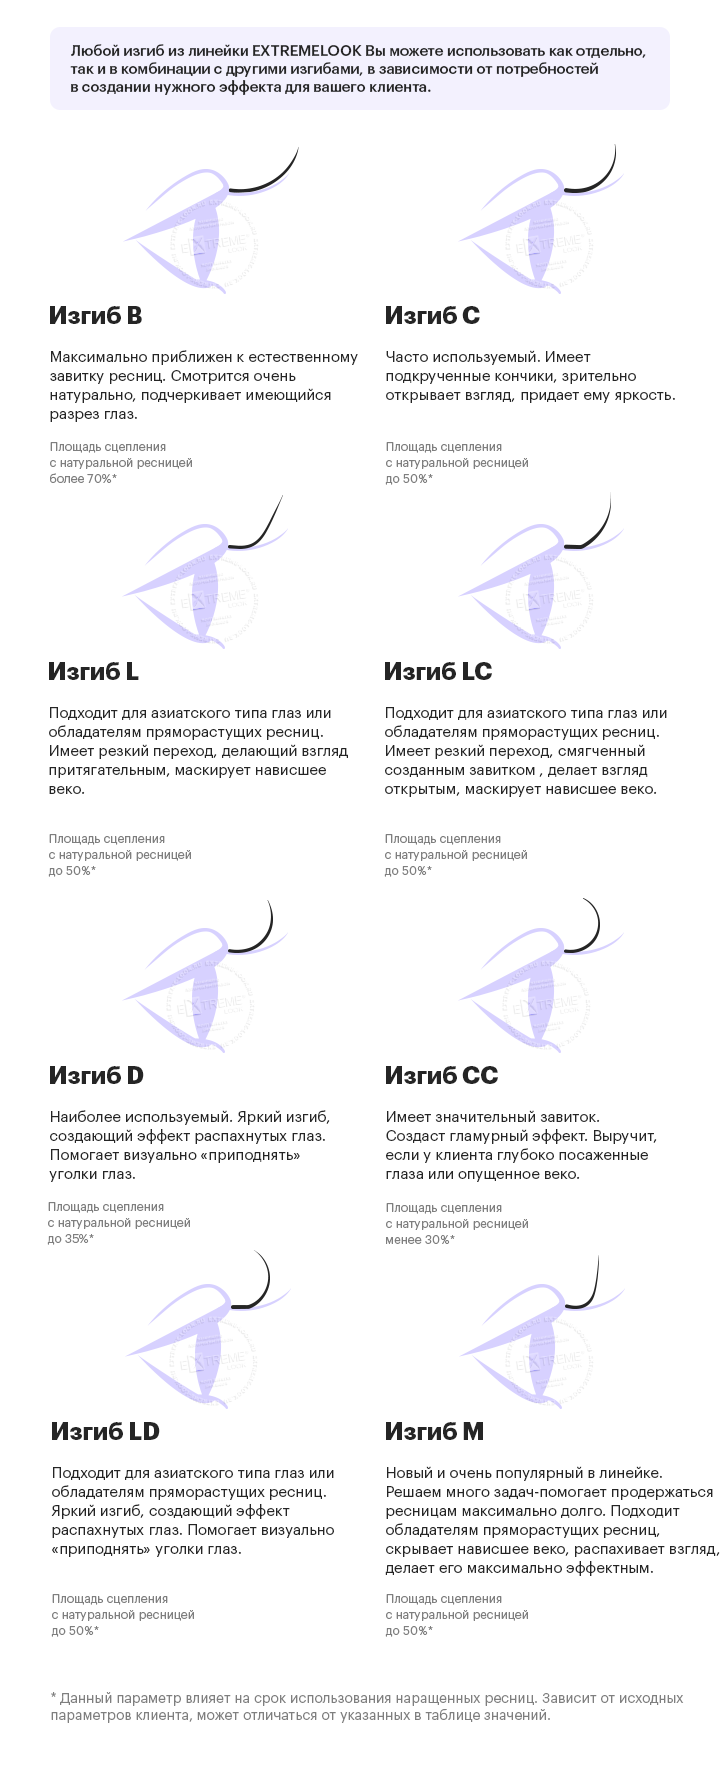 Любой изгиб из линейки EXTREMELOOK Вы можете использовать как отдельно,
так и в комбинации с другими изгибами, в зависимости от потребностей
в создании нужного эффекта для вашего клиента.
Изгиб B
Максимально приближен к естественному
завитку ресниц. Смотрится очень
натурально, подчеркивает имеющийся
разрез глаз.
Площадь сцепления
с натуральной ресницей
более 70%*
Изгиб C
Часто используемый. Имеет
подкрученные кончики, зрительно
открывает взгляд, придает ему яркость.
Площадь сцепления
с натуральной ресницей
до 50%*
Изгиб L
Подходит для азиатского типа глаз или
обладателям пряморастущих ресниц.
Имеет резкий переход, делающий взгляд
притягательным, маскирует нависшее
веко.
Площадь сцепления
с натуральной ресницей
до 50%*
Изгиб LC
Подходит для азиатского типа глаз или
обладателям пряморастущих ресниц.
Имеет резкий переход, смягченный
созданным завитком , делает взгляд
открытым, маскирует нависшее веко.
Площадь сцепления
с натуральной ресницей
до 50%*
Изгиб D
Наиболее используемый. Яркий изгиб,
создающий эффект распахнутых глаз.
Помогает визуально «приподнять»
уголки глаз.
Площадь сцепления
с натуральной ресницей
до 35%*
Изгиб CC
Имеет значительный завиток.
Создаст гламурный эффект. Выручит,
если у клиента глубоко посаженные
глаза или опущенное веко.
Площадь сцепления
с натуральной ресницей
менее 30%*
Изгиб LD
Подходит для азиатского типа глаз или
обладателям пряморастущих ресниц.
Яркий изгиб, создающий эффект
распахнутых глаз. Помогает визуально
«приподнять» уголки глаз.
Площадь сцепления
с натуральной ресницей
до 50%*
Изгиб M
Новый и очень популярный в линейке.
Решаем много задач-помогает продержаться
ресницам максимально долго. Подходит
обладателям пряморастущих ресниц,
скрывает нависшее веко, распахивает взгляд,
делает его максимально эффектным.
Площадь сцепления
с натуральной ресницей
до 50%*
* Данный параметр влияет на срок использования наращенных ресниц. Зависит от исходных
параметров клиента, может отличаться от указанных в таблице значений.